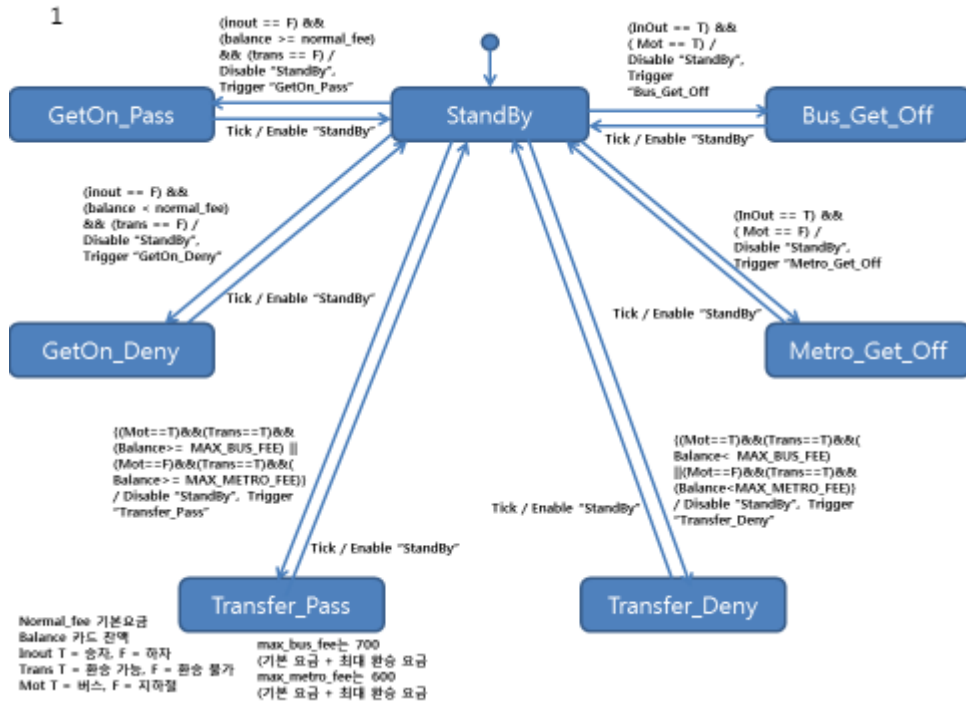 1
(inout == F) &&
(balance >= normal_fee)
&& (trans == F) /
Disable "StandBy",
Trigger "GetOn_Pass"
(InOut == T) &&
( Mot == T) /
Disable "StandBy",
Trigger
"Bus_Get_Off
GetOn_Pass
StandBy
Bus_Get_Off
Tick / Enable "StandBy"
Tick / Enable "StandBy"
(inout == F) &&
(balance < normal_fee)
&& (trans == F) /
Disable "StandBy",
Trigger "GetOn_Deny"
(InOut == T) &&
( Mot == F) /
Disable "StandBy",
Trigger "Metro_Get_Off
Tick / Enable "StandBy"
Tick / Enable "StandBy"
GetOn_Deny
Metro_Get_Off
{(Mot==T)&&(Trans==T)&&
(Balance>= MAX_BUS_FEE) ||
(Mot==F)&&(Trans==T)&&(
Balance>= MAX_METRO_FEE)}
/ Disable "StandBy", Trigger
"Transfer_Pass"
{(Mot==T)&&(Trans==T)&&(
Balance< MAX_BUS_FEE)
||(Mot==F)&&(Trans==T)&&
(Balance<MAX_METRO_FEE)}
/ Disable "StandBy", Trigger
"Transfer_Deny"
Tick / Enable "StandBy"
Tick / Enable "StandBy"
Transfer_Pass
Transfer_Deny
Normal_fee 기본요금
Balance 카드 잔액
Inout T = 승차, F = 하차
Trans T = 환승 가능, F = 환승 불가
Mot T = 버스, F = 지하철
max_bus_fee는 700
(기본 요금 + 최대 환승 요금
max_metro_fee는 600
(기본 요금 + 최대 환승 요금